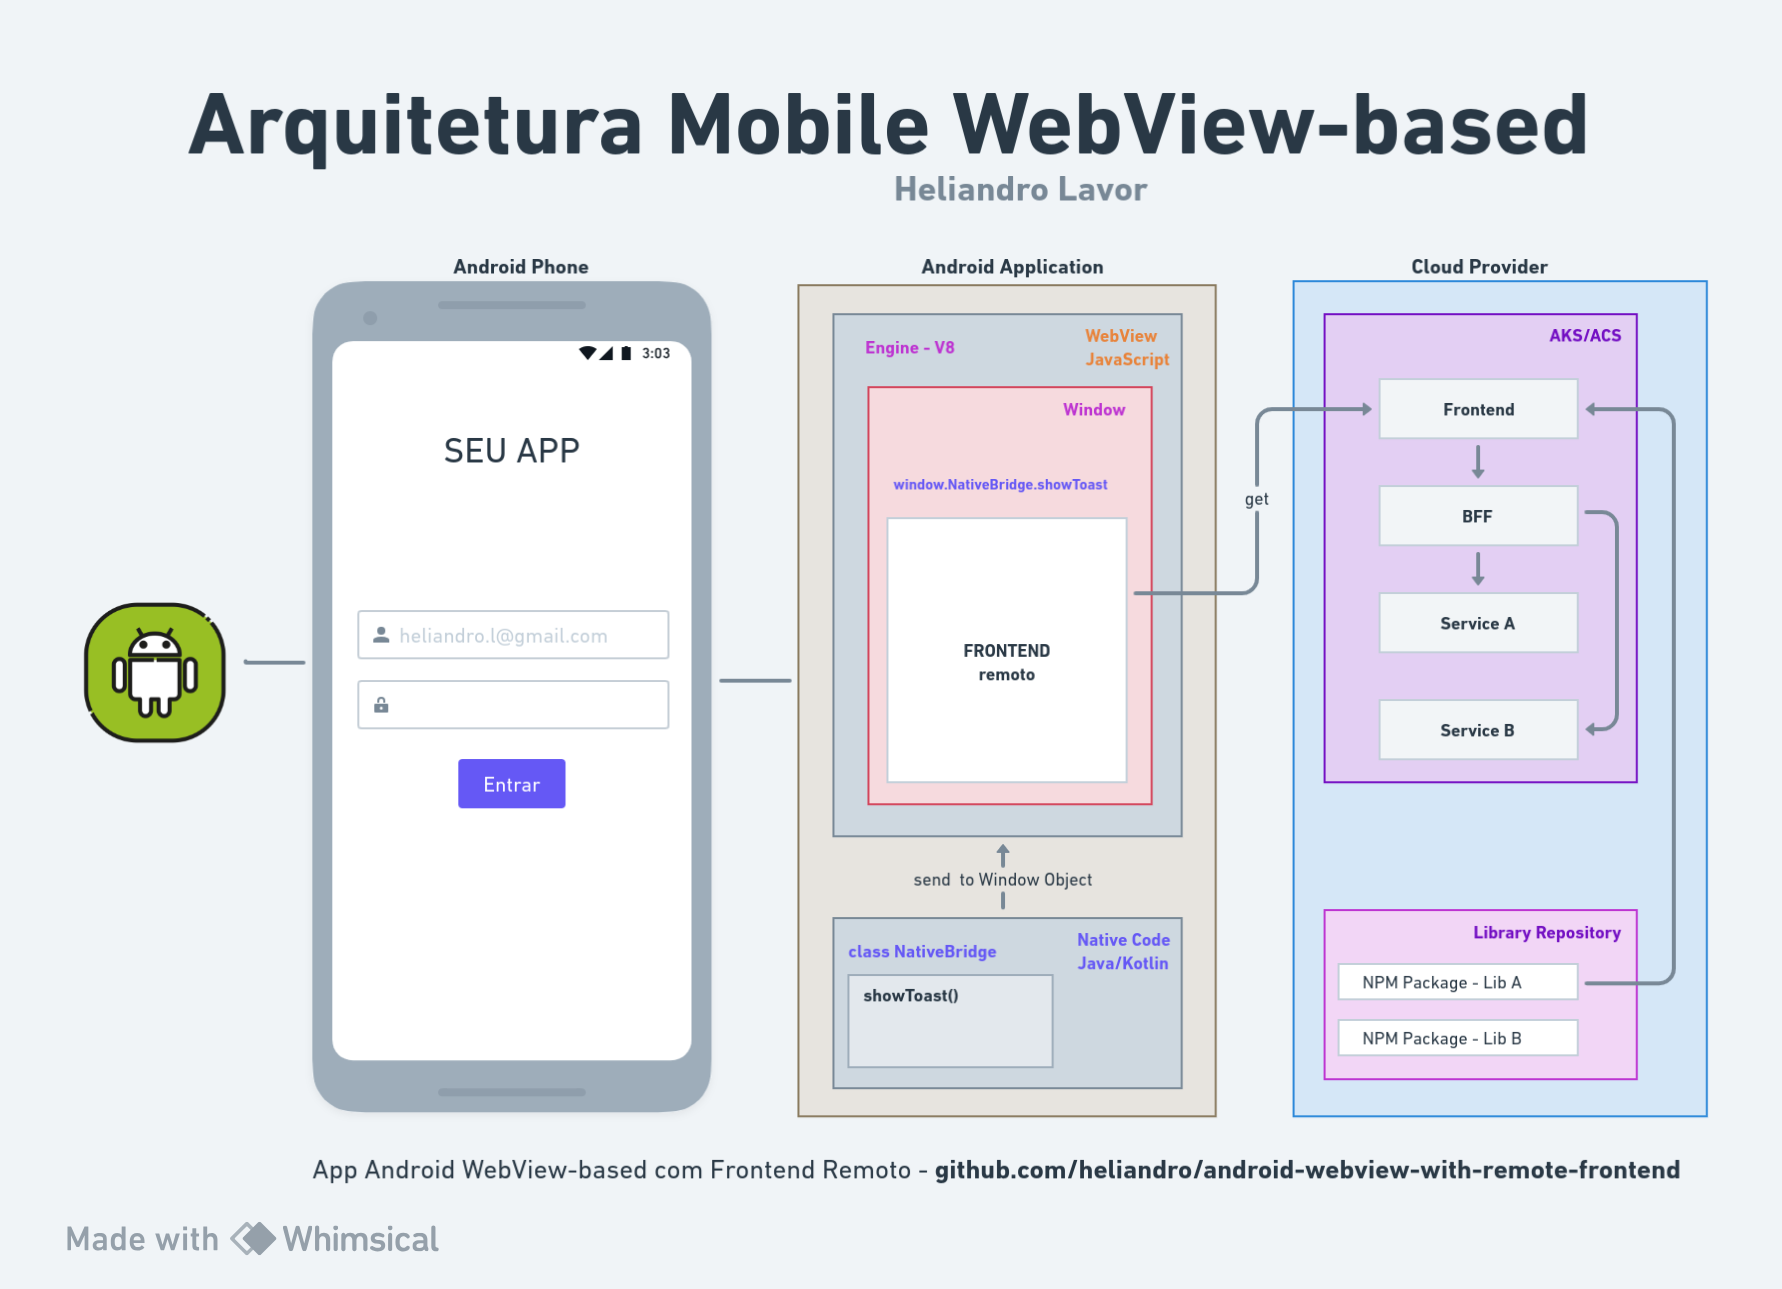 Arquitetura Mobile WebView-based
Heliandro Lavor
Android Phone
3:03
SEU APP
heliandro.l@gmail.com
Entrar
Android Application
Engine - V8
WebView
JavaScript
Window
window.NativeBridge.showToast
FRONTEND
remoto
send to Window Object
class NativeBridge
Native Code
Java/Kotlin
showToast()
get
Cloud Provider
AKS/ACS
Frontend
BFF
Service A
Service B
Library Repository
NPM Package - Lib A
NPM Package - Lib B
App Android WebView-based com Frontend Remoto - github.com/heliandro/android-webview-with-remote-frontend
Made with Whimsical